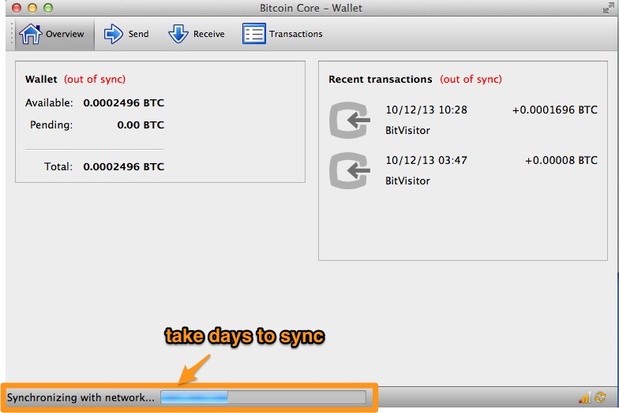 Bitcoin Core - Wallet
Overview Send Receive Transactions
Wallet (out of sync)
Available: 0.0002496 BTC
Pending: 0.00 BTC
Total: 0.0002496 BTC
Recent transactions (out of sync)
10/12/13 10:28 +0.0001696 BTC
BitVisitor
10/12/13 03:47 +0.00008 BTC
BitVisitor
take days to sync
Synchronizing with network...